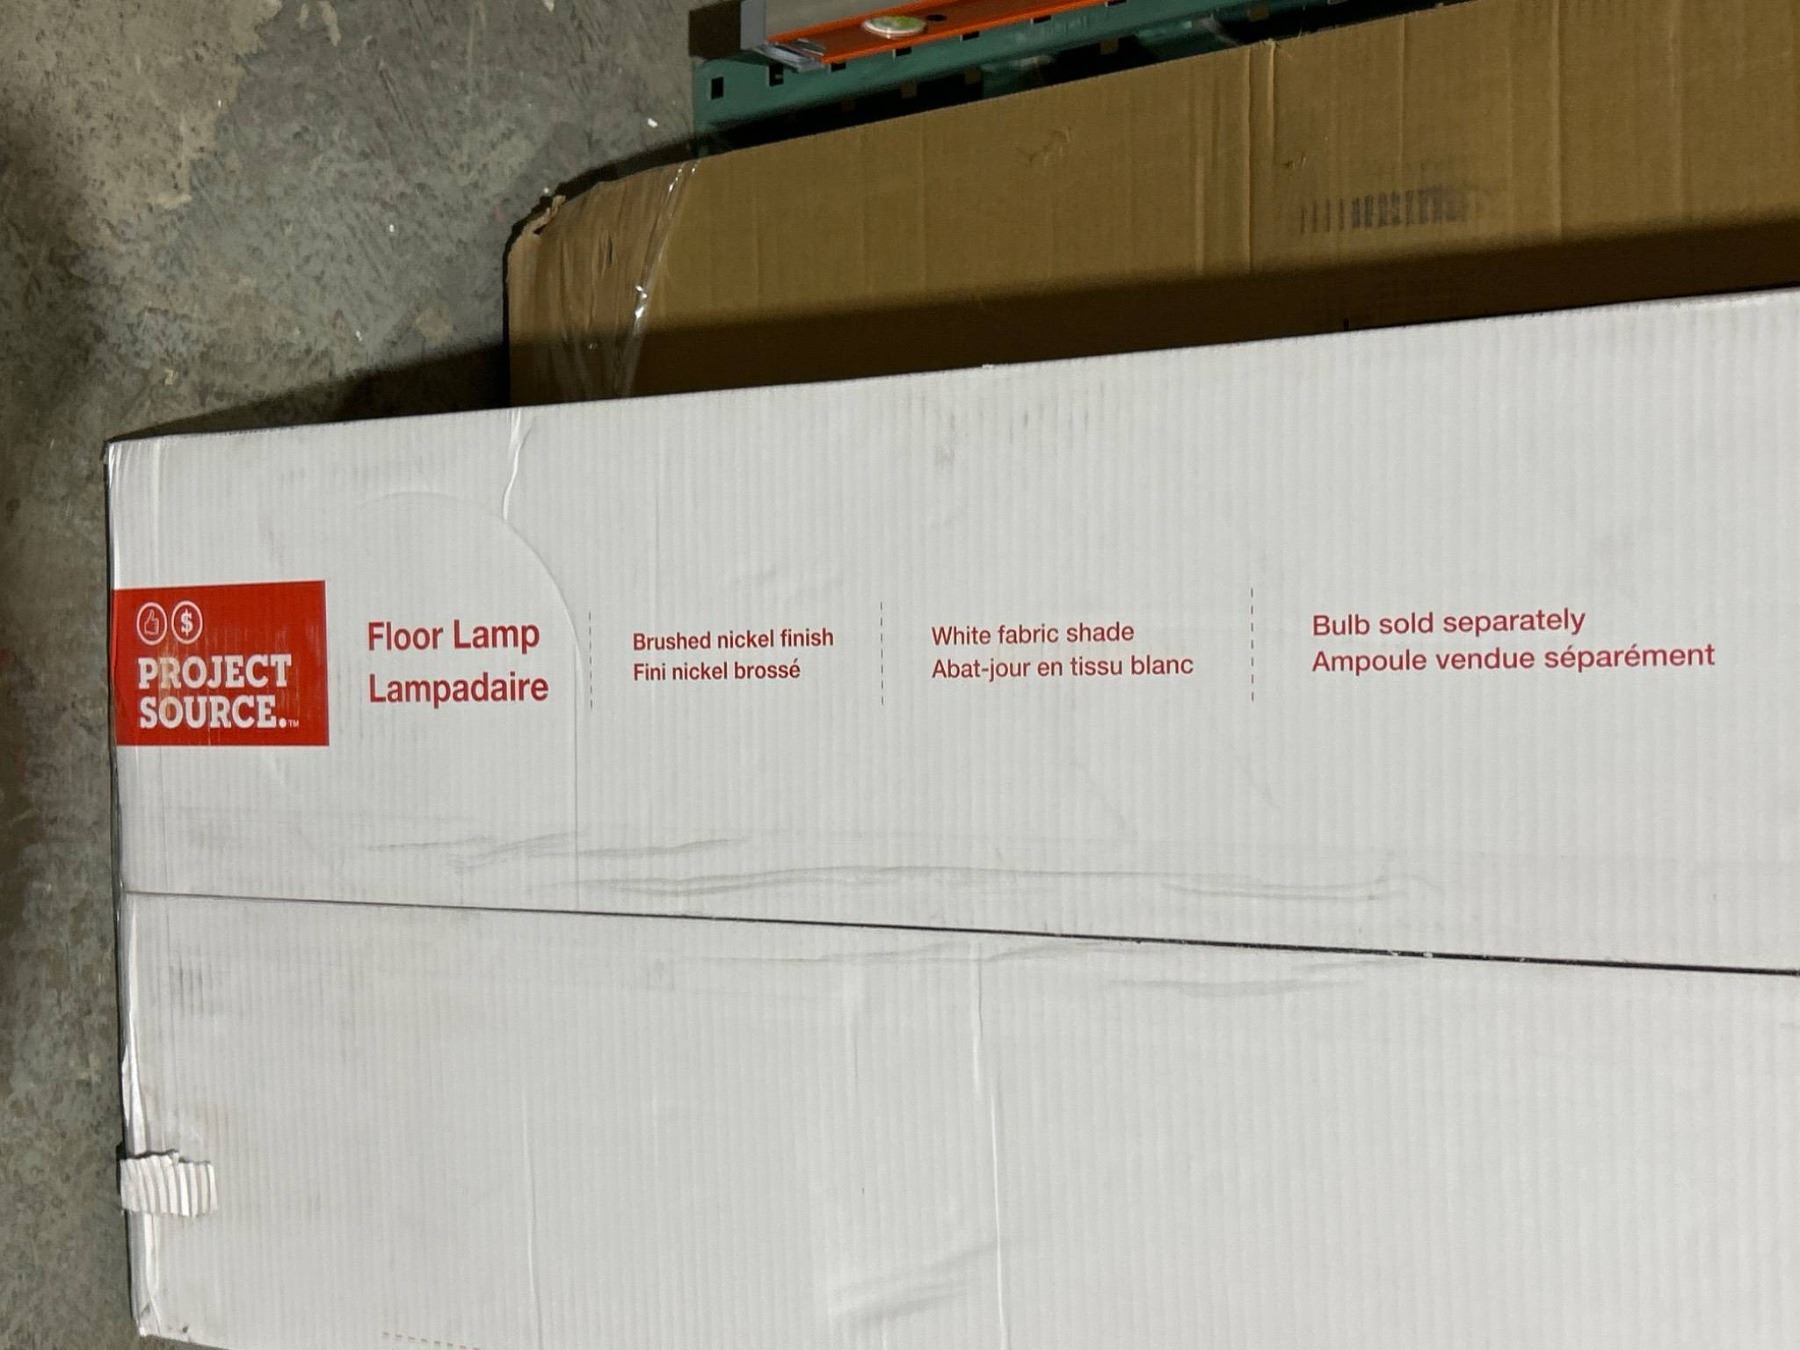 PROJECT
SOURCE.™
Floor Lamp
Lampadaire
Brushed nickel finish
Fini nickel brossé
White fabric shade
Abat-jour en tissu blanc
Bulb sold separately
Ampoule vendue séparément